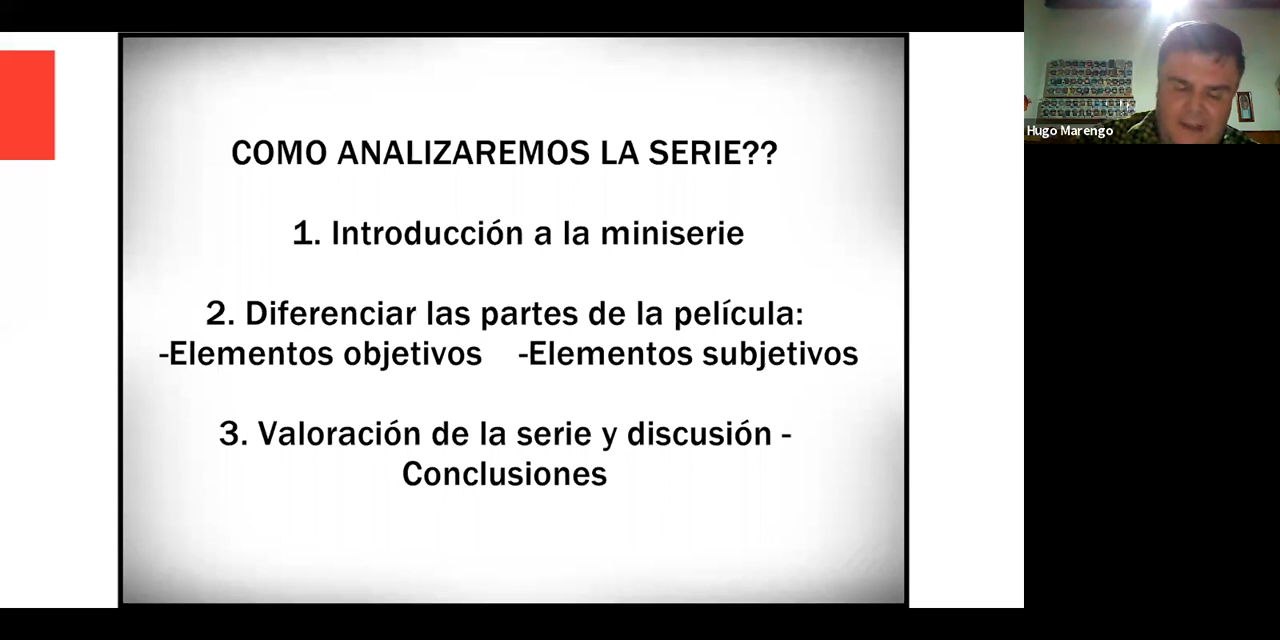 COMO ANALIZAREMOS LA SERIE??
1. Introducción a la miniserie
2. Diferenciar las partes de la película:
-Elementos objetivos -Elementos subjetivos
3. Valoración de la serie y discusión -
Conclusiones
Hugo Marengo